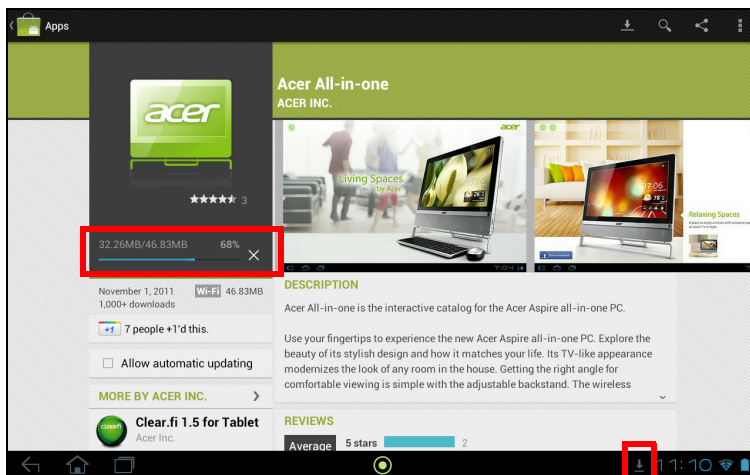 Apps
acer
Acer All-in-one
ACER INC.
3
32.26MB/46.83MB 68%
November 1, 2011 Wi-Fi 46.83MB
1,000+ downloads
+1 7 people +1'd this.
Allow automatic updating
MORE BY ACER INC.
clearfi
Clear.fi 1.5 for Tablet
Acer Inc.
acer
Living Spaces
by Acer
7:04
Relaxing Spaces
DESCRIPTION
Acer All-in-one is the interactive catalog for the Acer Aspire all-in-one PC.
Use your fingertips to experience the new Acer Aspire all-in-one PC. Explore the
beauty of its stylish design and how it matches your life. Its TV-like appearance
modernizes the look of any room in the house. Getting the right angle for
comfortable viewing is simple with the adjustable backstand. The wireless
REVIEWS
Average 5 stars 2
11:10